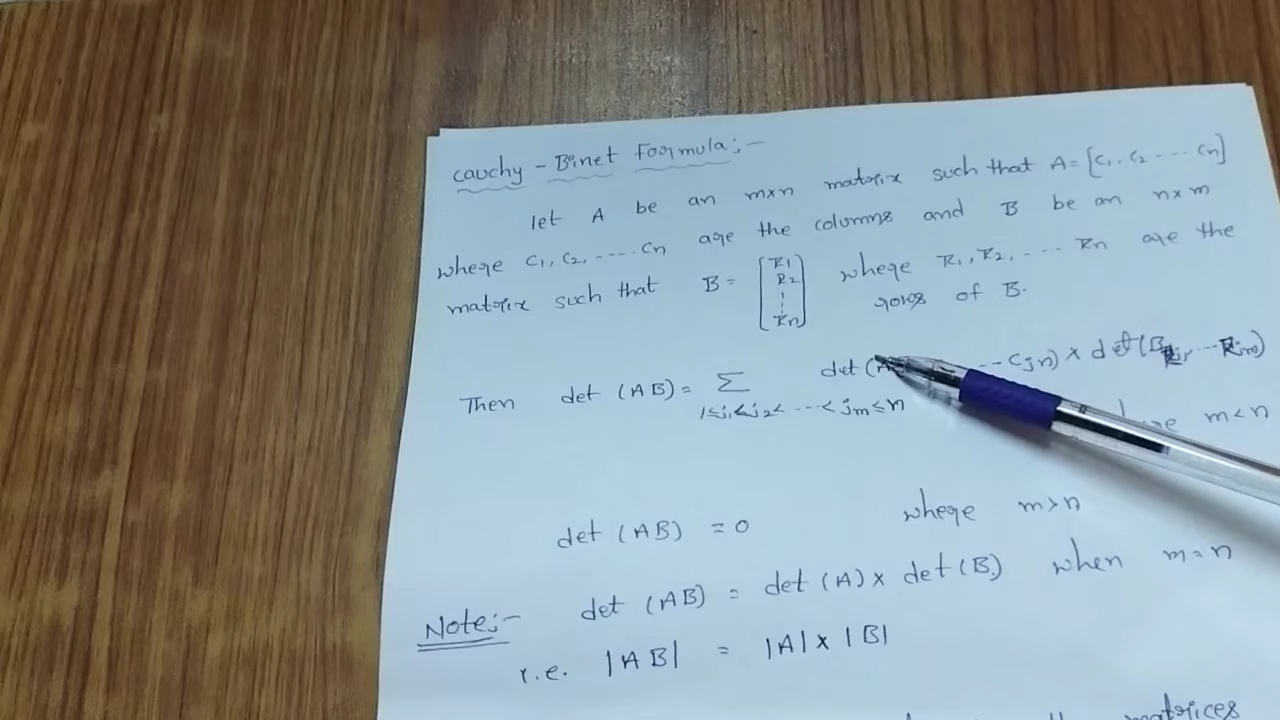 Cauchy - Binet Formula:-
let A be an m×n matrix such that A = [C1, C2 ---- Cn]
where C1, C2, ----- Cn are the columns and B be an n×m
matrix such that B = [R1 R2 ⋮ Rn] where R1, R2, ---- Rn are the
rows of B.
Then det (AB) = Σ det (A -- Cjn) × det (B ... Rjm)
1≤j1<j2< ---<jm≤n
m<n
det (AB) = 0 where m>n
Note:- det (AB) = det (A) × det (B) when m=n
i.e. |AB| = |A| × |B|
matrices